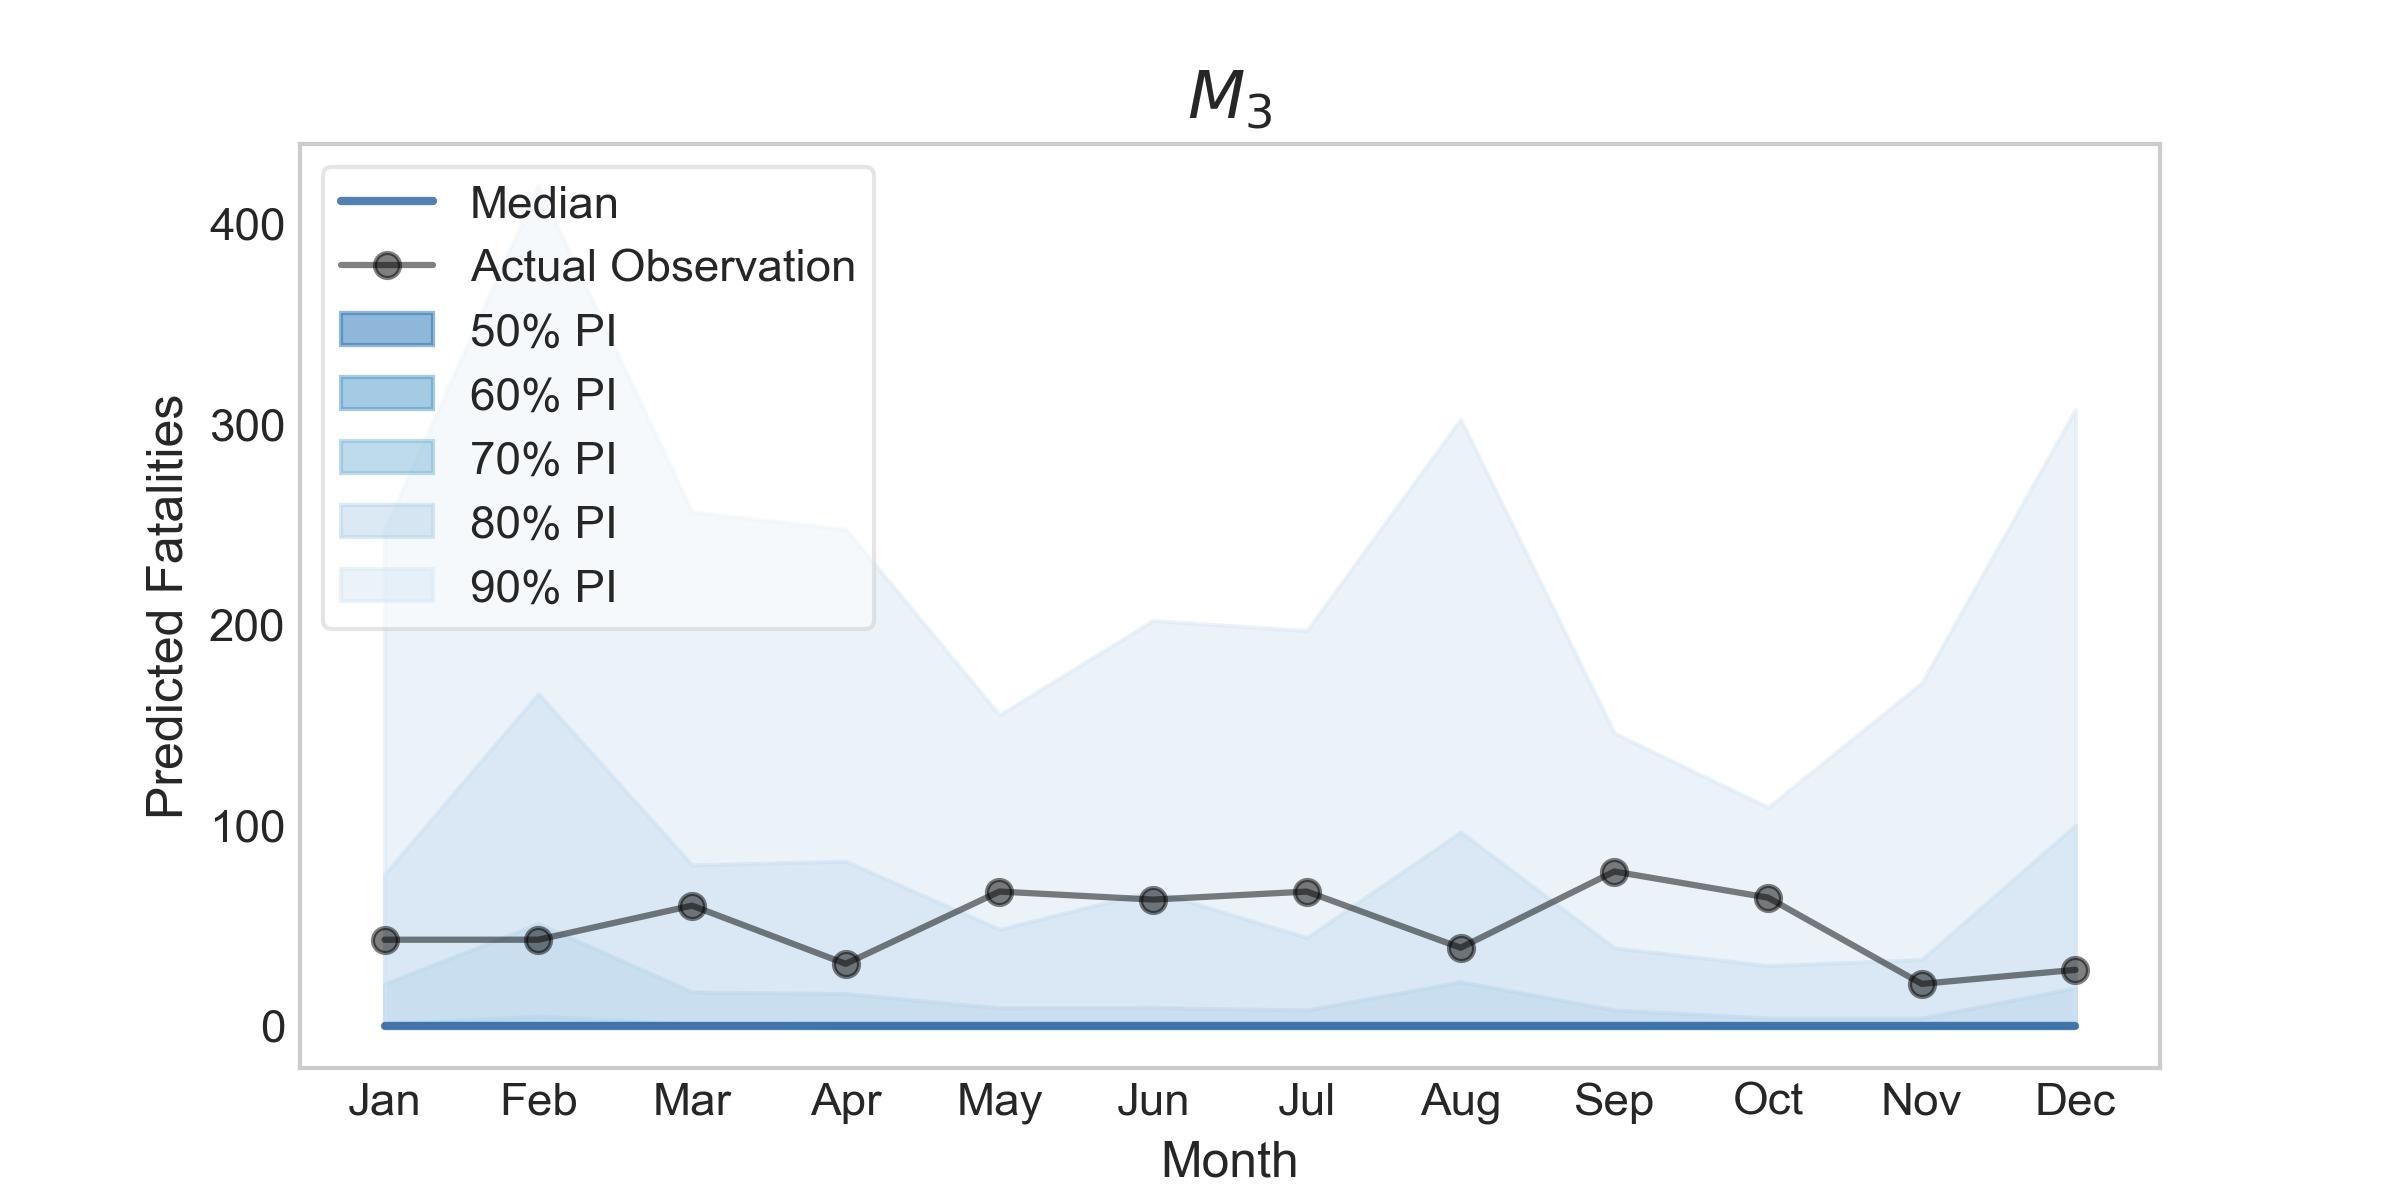 M3
Median
Actual Observation
50% PI
60% PI
70% PI
80% PI
90% PI
Predicted Fatalities
400
300
200
100
0
Jan Feb Mar Apr May Jun Jul Aug Sep Oct Nov Dec
Month